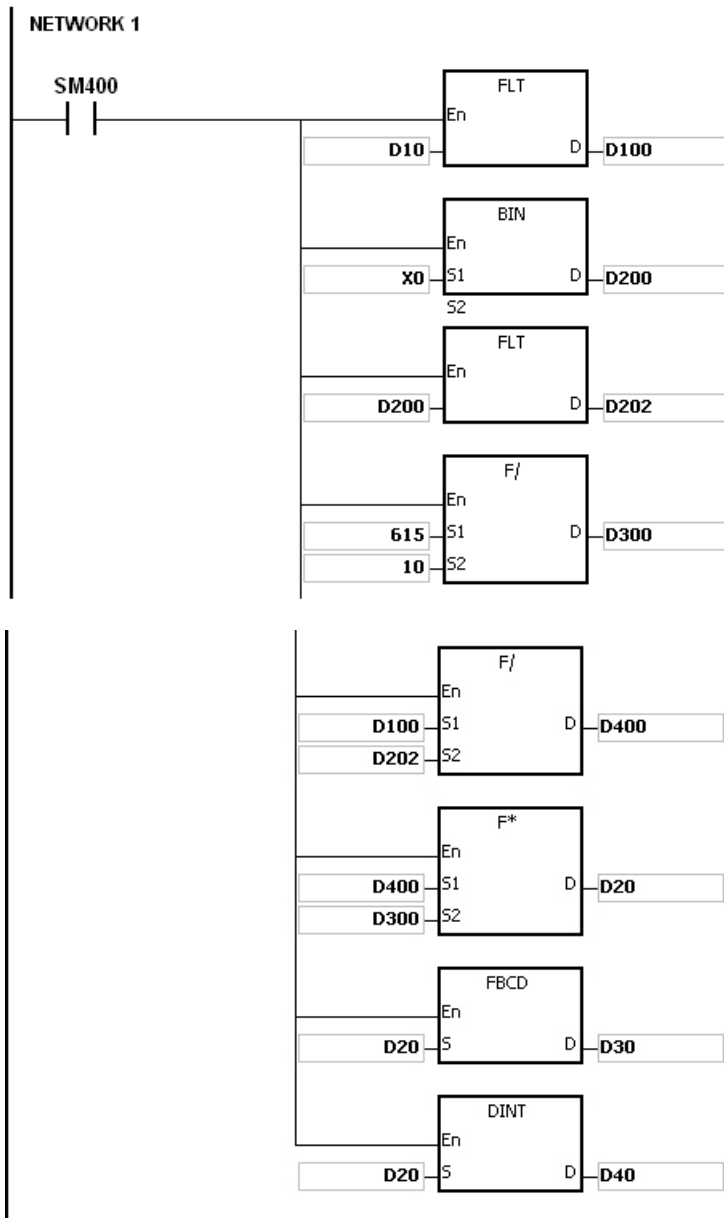 NETWORK 1
SM400
FLT
En
D10 D D100
BIN
En
X0 S1 D D200
S2
FLT
En
D200 D D202
F/
En
615 S1 D D300
10 S2
F/
En
D100 S1 D D400
D202 S2
F*
En
D400 S1 D D20
D300 S2
FBCD
En
D20 S D D30
DINT
En
D20 S D D40